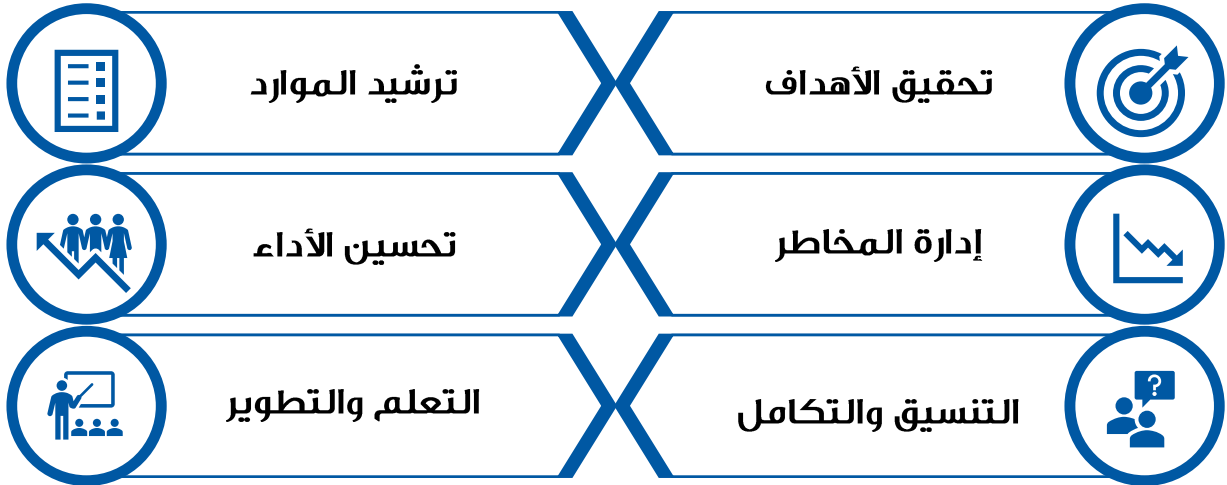 تحقيق الأهداف
ترشيد الموارد
إدارة المخاطر
تحسين الأداء
التنسيق والتكامل
التعلم والتطوير
?